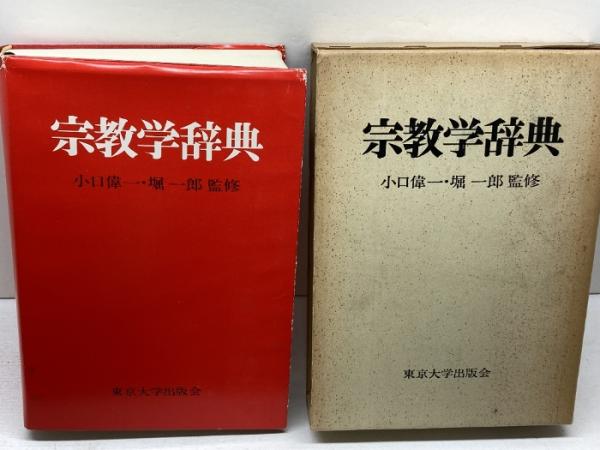 宗教学辞典
小口偉一・堀 一郎 監修
東京大学出版会
宗教学辞典
小口偉一・堀 一郎 監修
東京大学出版会